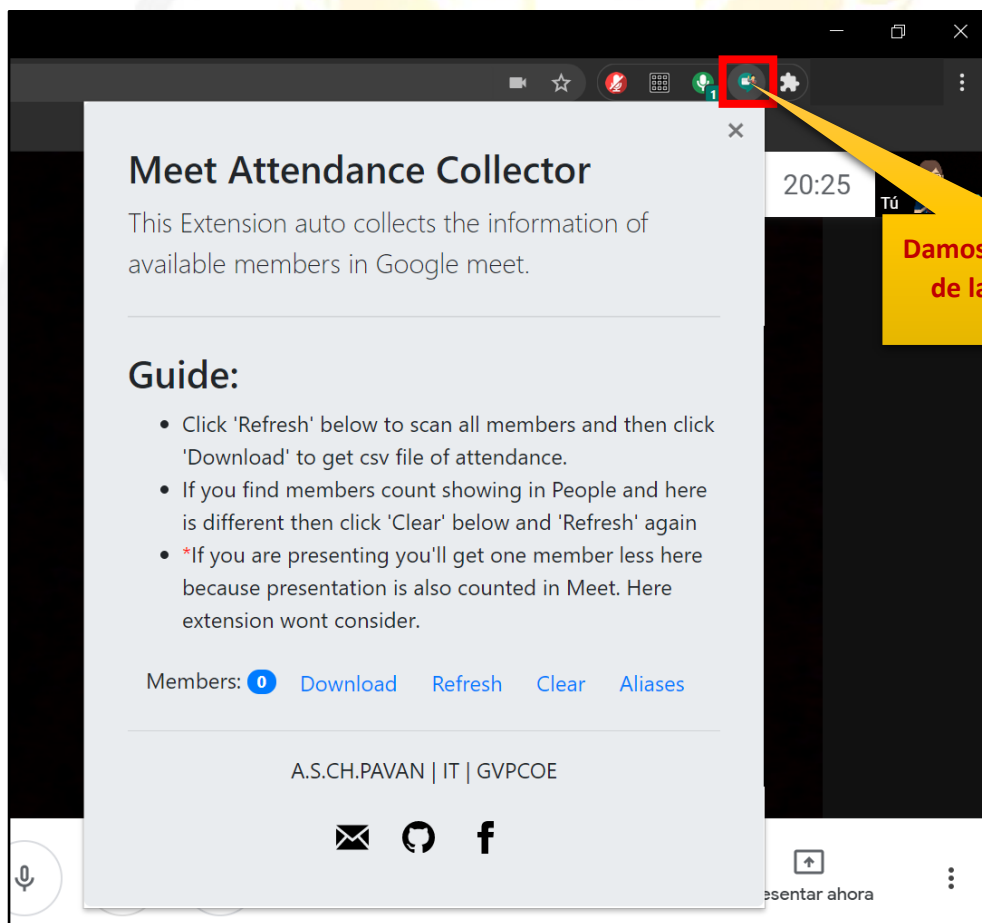 1
Meet Attendance Collector
This Extension auto collects the information of
available members in Google meet.
20:25
Tú
Damos
de la
Guide:
Click 'Refresh' below to scan all members and then click
'Download' to get csv file of attendance.
If you find members count showing in People and here
is different then click 'Clear' below and 'Refresh' again
*If you are presenting you'll get one member less here
because presentation is also counted in Meet. Here
extension wont consider.
Members: 0 Download Refresh Clear Aliases
A.S.CH.PAVAN | IT | GVPCOE
esentar ahora